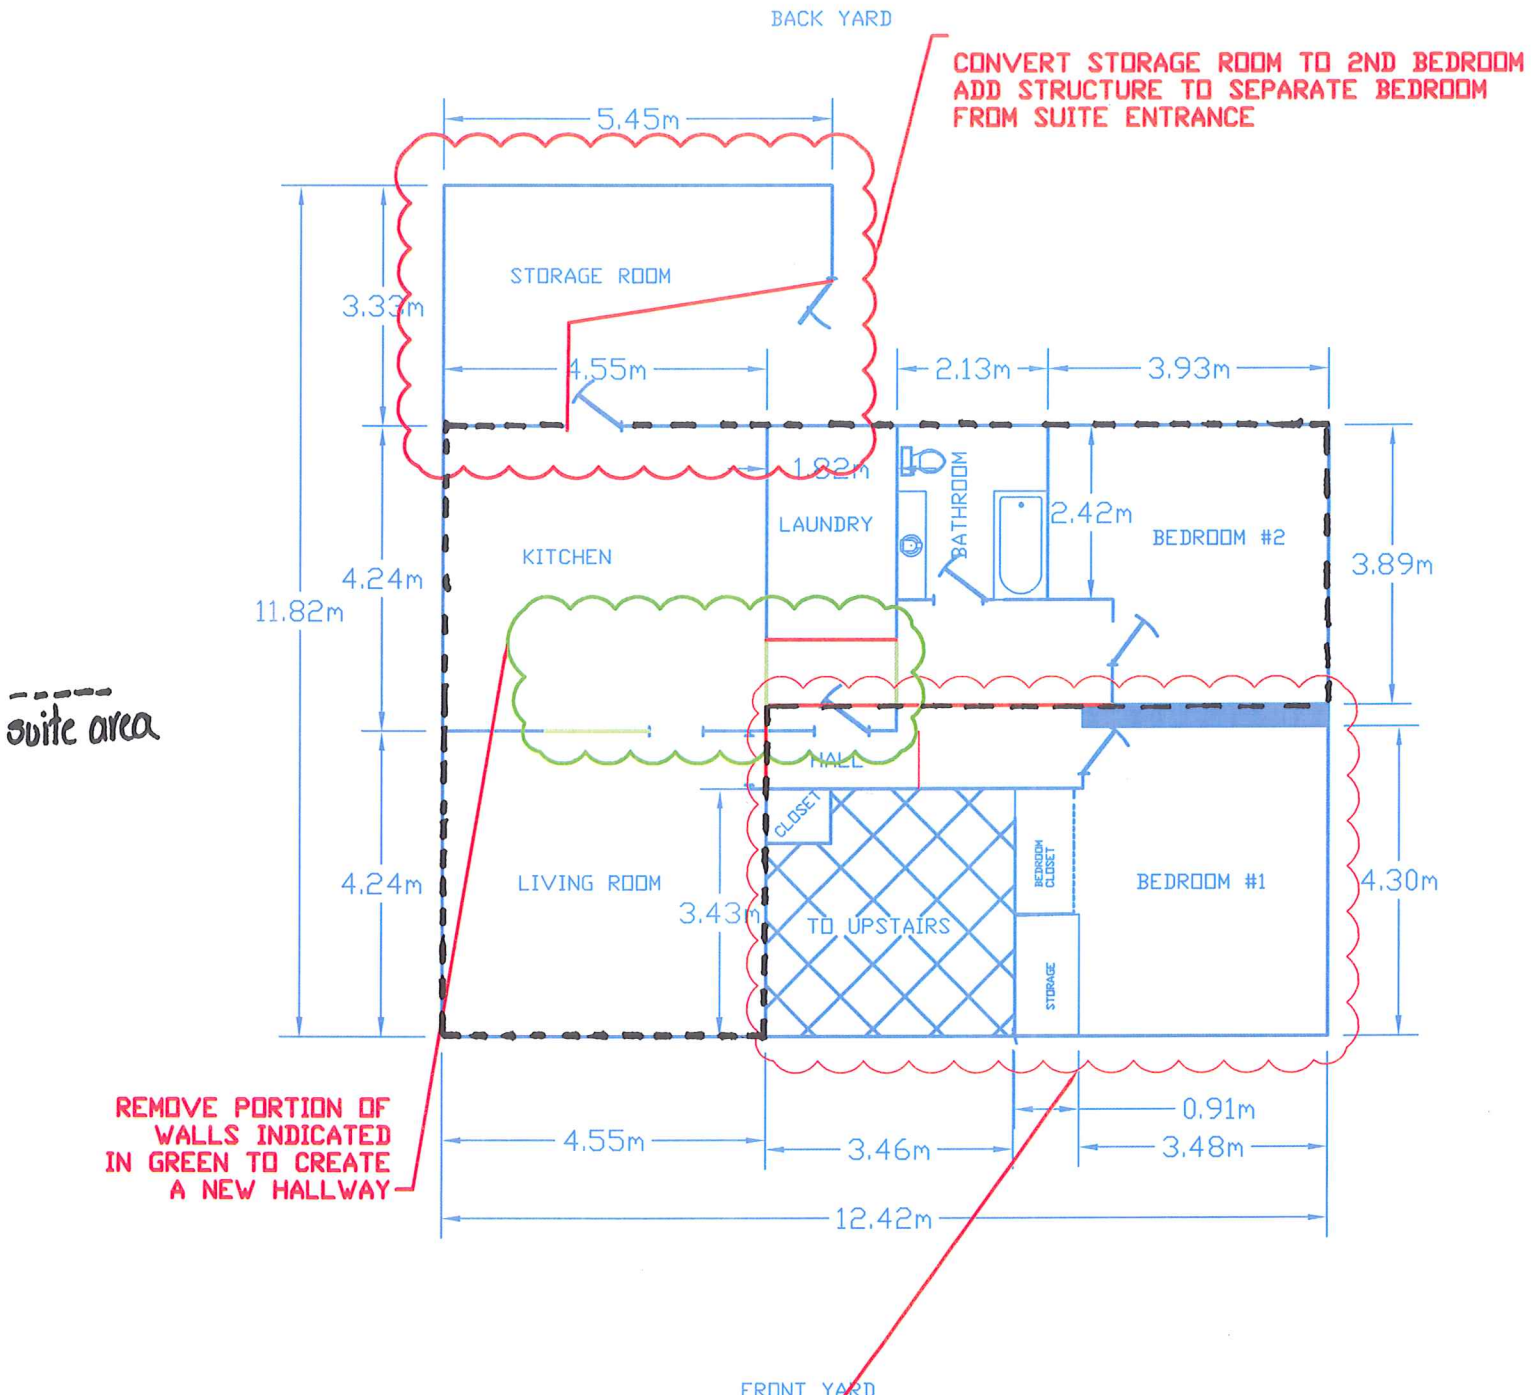 BACK YARD
CONVERT STORAGE ROOM TO 2ND BEDROOM
ADD STRUCTURE TO SEPARATE BEDROOM
FROM SUITE ENTRANCE
5.45m
STORAGE ROOM
3.33m
4.55m
2.13m
3.93m
1.82m
LAUNDRY
BATHROOM
2.42m
BEDROOM #2
KITCHEN
3.89m
4.24m
11.82m
suite area
HALL
CLOSET
4.24m
LIVING ROOM
3.43m
TO UPSTAIRS
BEDROOM
CLOSET
BEDROOM #1
4.30m
STORAGE
REMOVE PORTION OF
WALLS INDICATED
IN GREEN TO CREATE
A NEW HALLWAY
0.91m
4.55m
3.46m
3.48m
12.42m
FRONT YARD